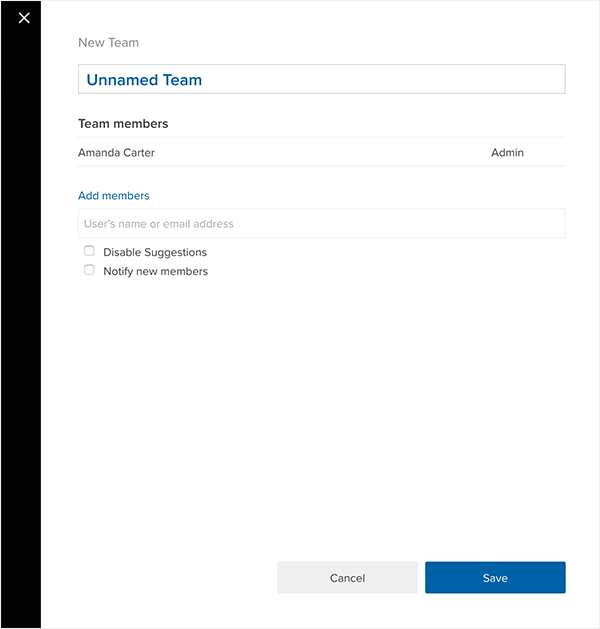 New Team
Unnamed Team
Team members
Amanda Carter Admin
Add members
User's name or email address
Disable Suggestions
Notify new members
Cancel Save